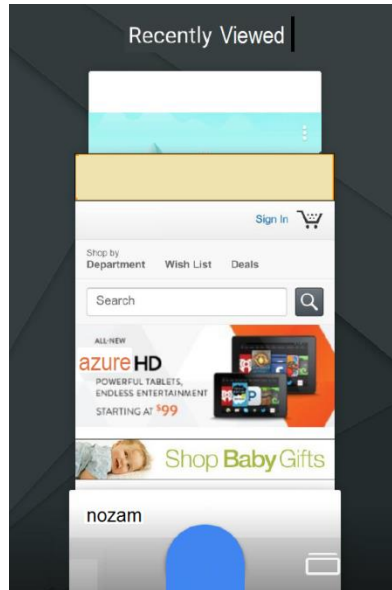 Recently Viewed
Sign In
Shop by
Department Wish List Deals
Search
ALL-NEW
azure HD
POWERFUL TABLETS,
ENDLESS ENTERTAINMENT
STARTING AT $99
Shop Baby Gifts
nozam